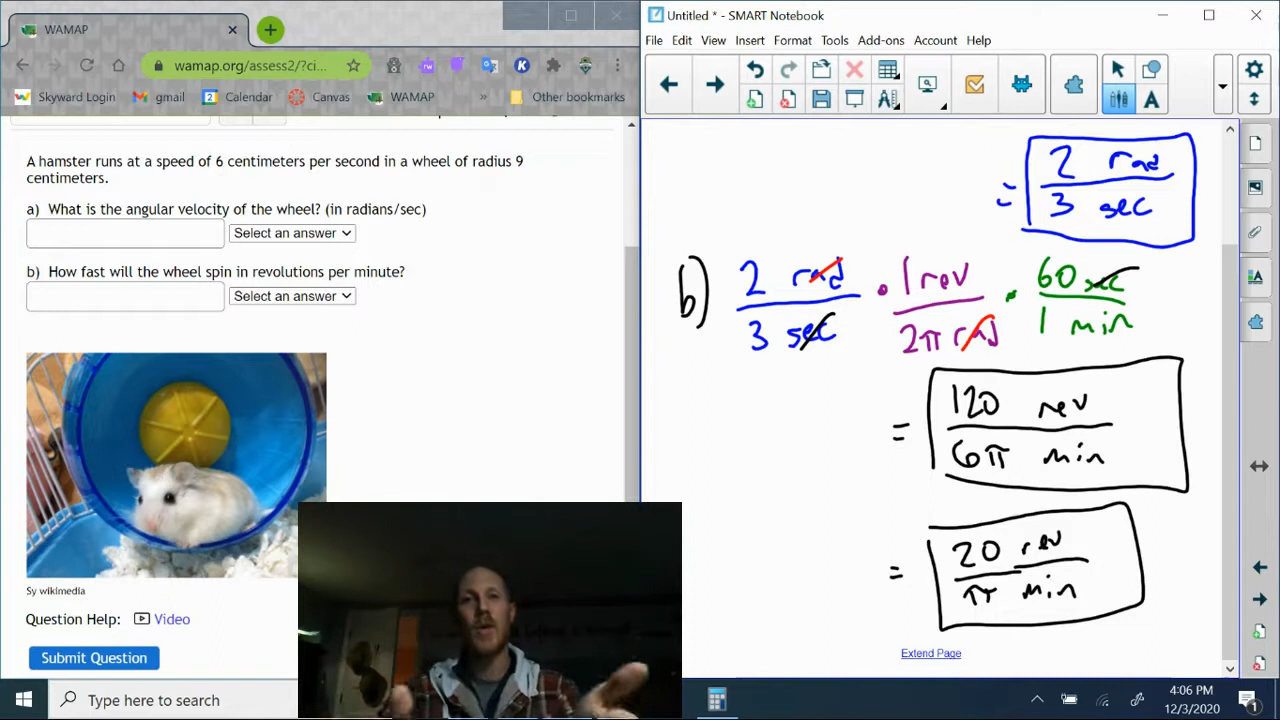 WAMAP
wamap.org/assess2/?ci...
Skyward Login
gmail
Calendar
Canvas
WAMAP
»
Other bookmarks
A hamster runs at a speed of 6 centimeters per second in a wheel of radius 9
centimeters.
a) What is the angular velocity of the wheel? (in radians/sec)
Select an answer
b) How fast will the wheel spin in revolutions per minute?
Select an answer
Sy wikimedia
Question Help: Video
Submit Question
Type here to search
Untitled * - SMART Notebook
File Edit View Insert Format Tools Add-ons Account Help
= 2 rad
3 sec
b) 2 rad • 1 rev • 60 sec
3 sec 2π rad 1 min
= 120 rev
6π min
= 20 rev
π min
Extend Page
4:06 PM
12/3/2020
1